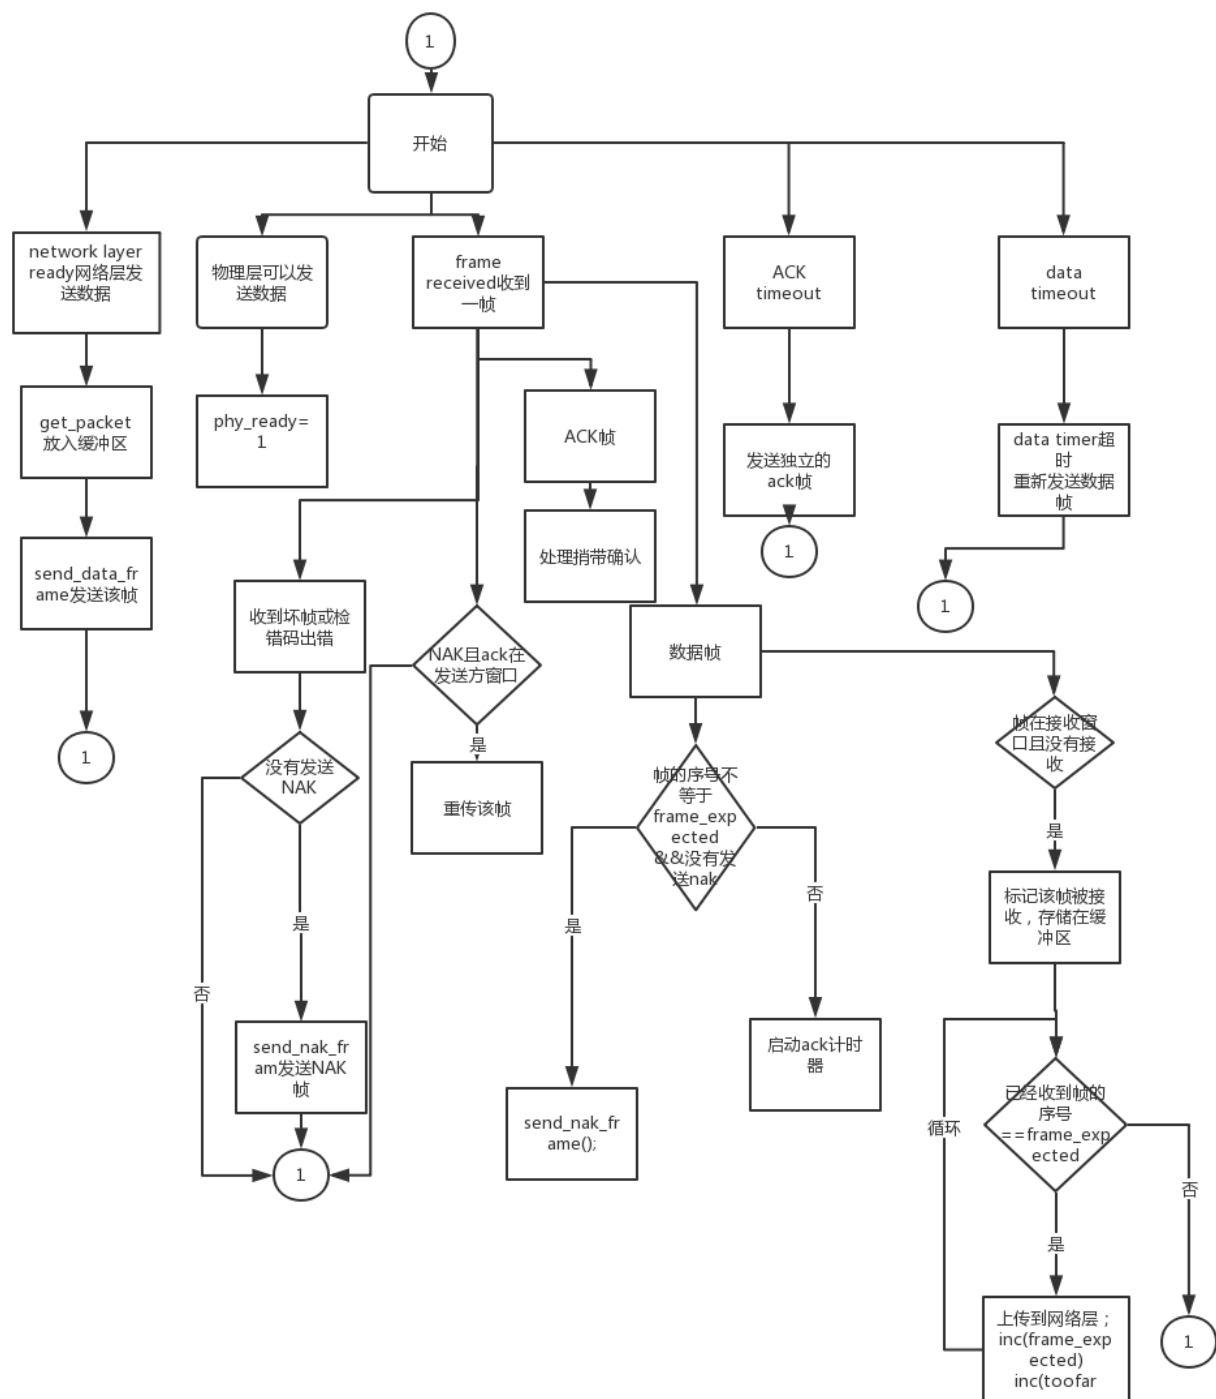 1
开始
network layer
ready网络层发
送数据
物理层可以发
送数据
frame
received收到
一帧
ACK
timeout
data
timeout
get_packet
放入缓冲区
phy_ready=
1
ACK帧
发送独立的
ack帧
data timer超
时
重新发送数据
帧
send_data_fr
ame发送该帧
处理捎带确认
1
1
收到坏帧或检
错码出错
NAK且ack在
发送方窗口
数据帧
1
没有发送
NAK
是
重传该帧
帧的序号不
等于
frame_exp
ected
&&没有发
送nak
帧在接收窗
口且没有接
收
是
标记该帧被接
收，存储在缓
冲区
否
是
否
是
send_nak_fr
am发送NAK
帧
1
send_nak_fr
ame();
启动ack计时
器
循环
已经收到帧的
序号
==frame_exp
ected
否
是
上传到网络层；
inc(frame_exp
ected)
inc(toofar
1